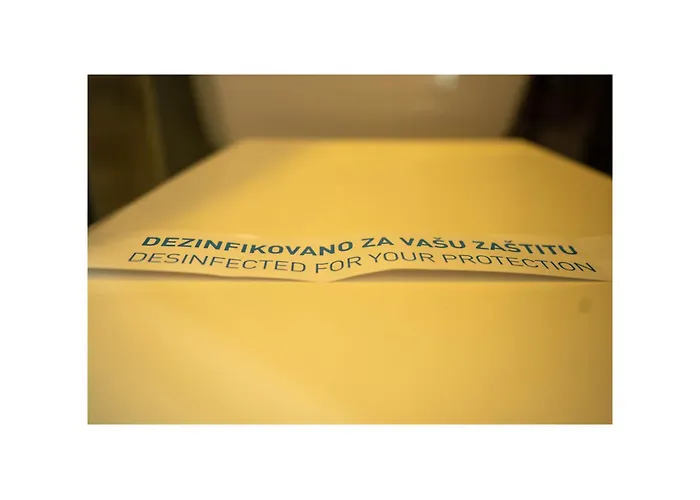 DEZINFIKOVANO ZA VAŠU ZAŠTITU
DESINFECTED FOR YOUR PROTECTION